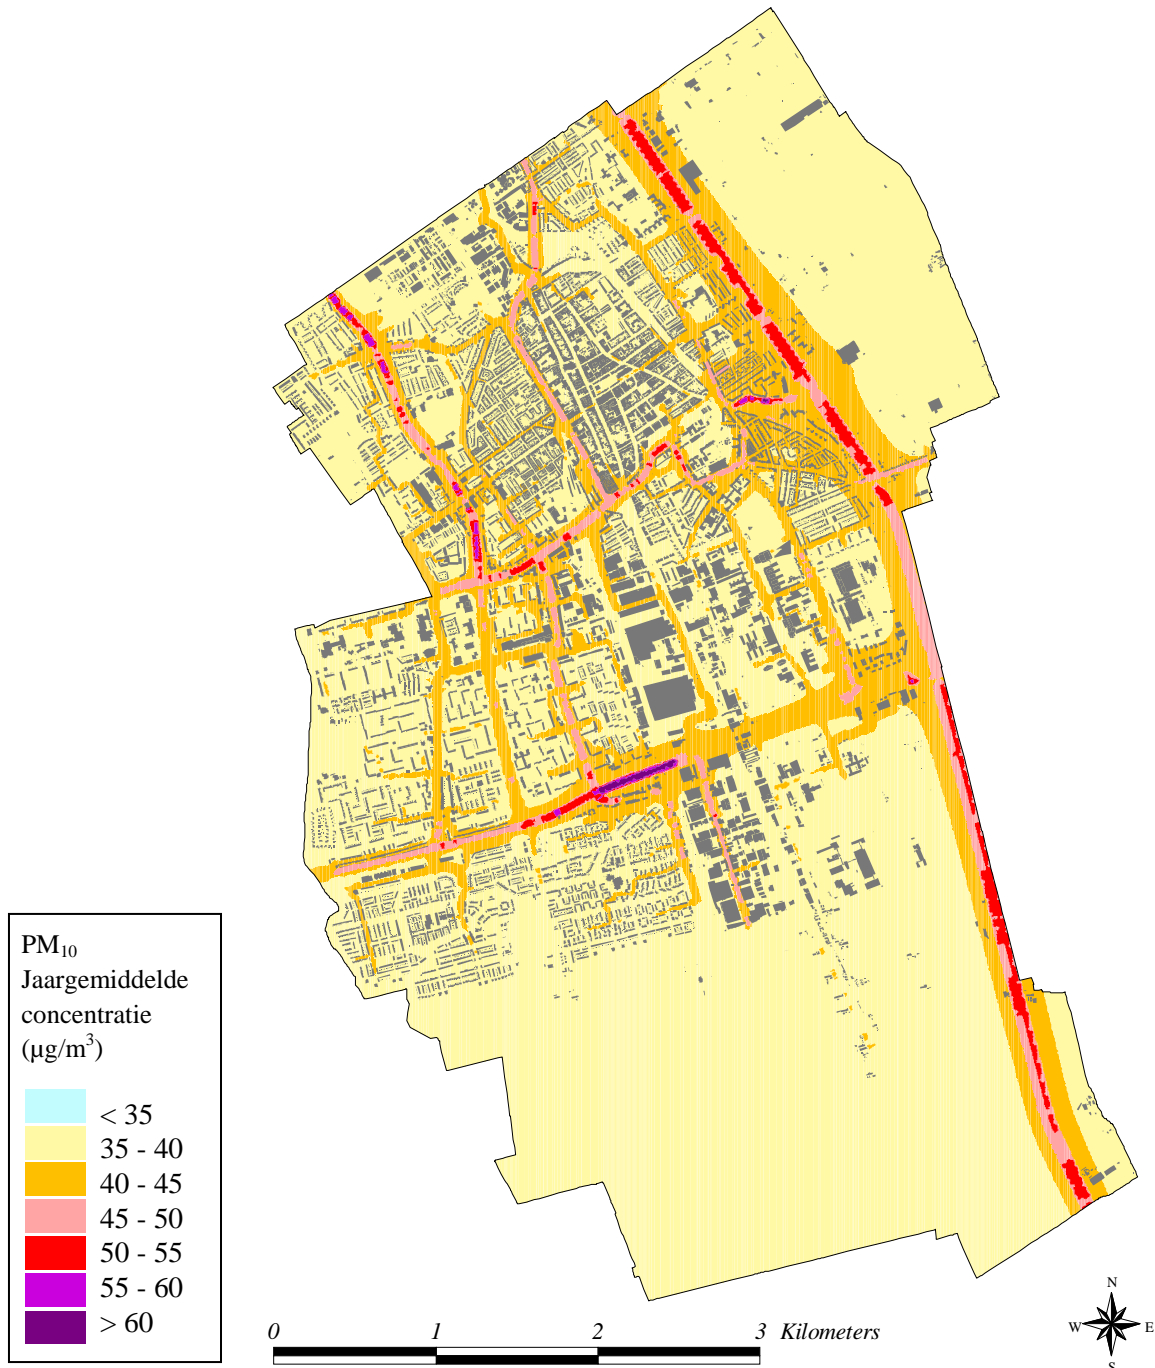 PM₁₀
Jaargemiddelde
concentratie
(µg/m³)
< 35
35 - 40
40 - 45
45 - 50
50 - 55
55 - 60
> 60
0 1 2 3 Kilometers
N
W E
S